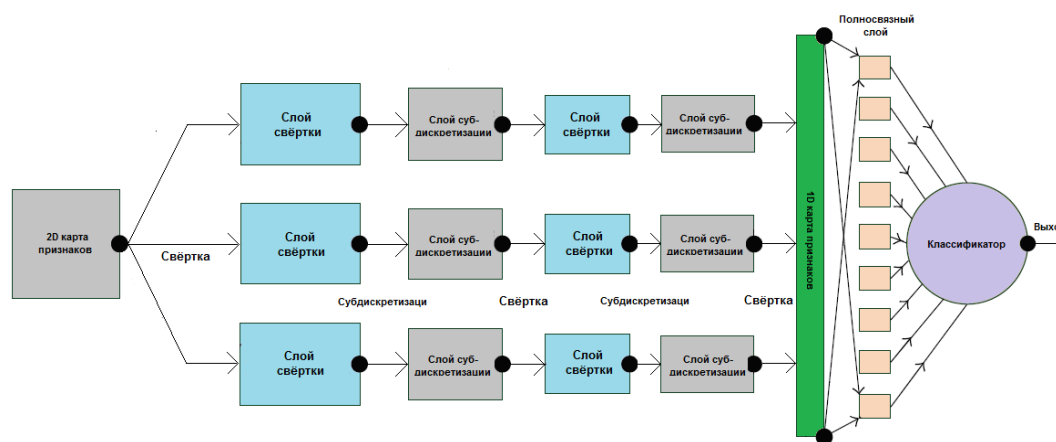 Полносвязный
слой
Слой
свёртки
Слой суб-
дискретизации
Слой
свёртки
Слой суб-
дискретизации
2D карта
признаков
Свёртка
Слой
свёртки
Слой суб-
дискретизации
Слой
свёртки
Слой суб-
дискретизации
1D карта признаков
Классификатор
Выхо
Субдискретизаци
Свёртка
Субдискретизаци
Свёртка
Слой
свёртки
Слой суб-
дискретизации
Слой
свёртки
Слой суб-
дискретизации